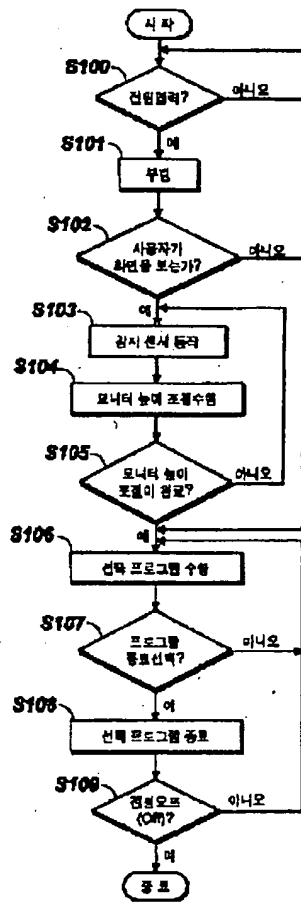 시 작
S100
전원입력?
아니오
예
S101
부팅
S102
사용자가
화면을 보는가?
아니오
예
S103
감지 센서 동작
S104
모니터 높이 조절수행
S105
모니터 높이
조절이 완료?
아니오
예
S106
선택 프로그램 수행
S107
프로그램
종료선택?
아니오
예
S108
선택 프로그램 종료
S109
전원오프
(Off)?
아니오
예
종 료